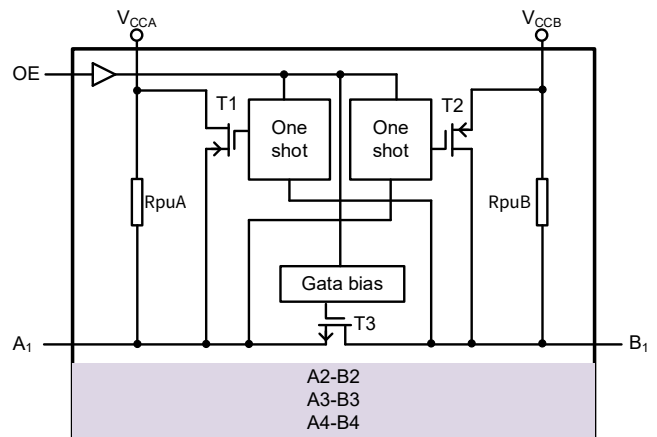 VCCA
VCCB
OE
T1
T2
One
shot
One
shot
RpuA
RpuB
Gata bias
T3
A1
B1
A2-B2
A3-B3
A4-B4